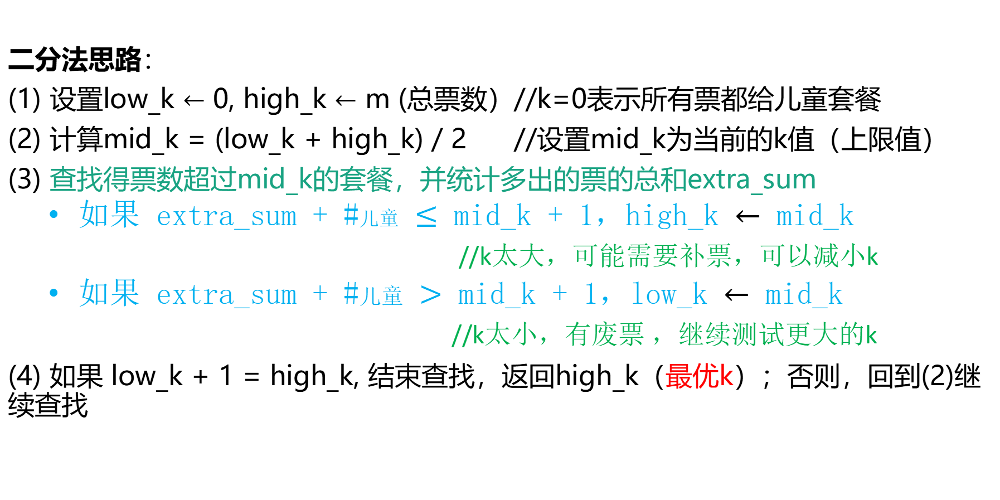 二分法思路：
(1) 设置low_k ← 0, high_k ← m (总票数）//k=0表示所有票都给儿童套餐
(2) 计算mid_k = (low_k + high_k) / 2 //设置mid_k为当前的k值（上限值）
(3) 查找得票数超过mid_k的套餐，并统计多出的票的总和extra_sum
• 如果 extra_sum + #儿童 ≤ mid_k + 1，high_k ← mid_k
//k太大，可能需要补票，可以减小k
• 如果 extra_sum + #儿童 > mid_k + 1，low_k ← mid_k
//k太小，有废票 ，继续测试更大的k
(4) 如果 low_k + 1 = high_k, 结束查找，返回high_k（最优k）；否则，回到(2)继
续查找